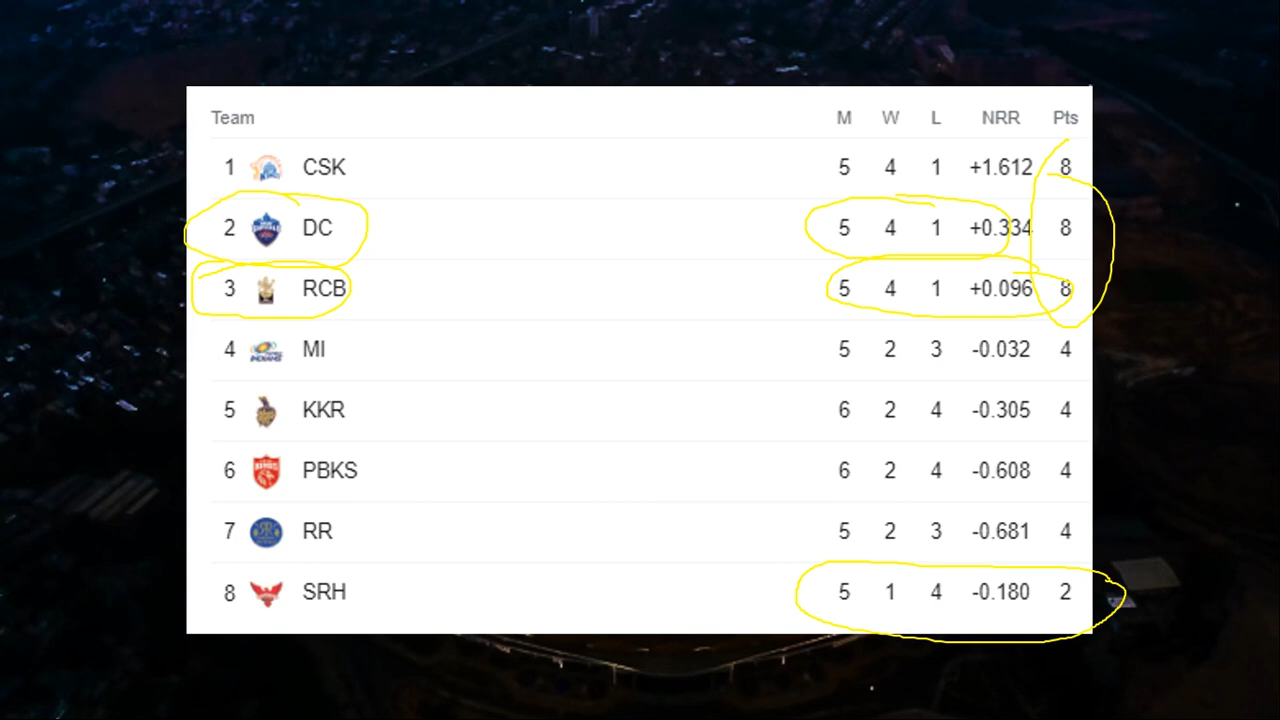 Team M W L NRR Pts
1 CSK 5 4 1 +1.612 8
2 DC 5 4 1 +0.334 8
3 RCB 5 4 1 +0.096 8
4 MI 5 2 3 -0.032 4
5 KKR 6 2 4 -0.305 4
6 PBKS 6 2 4 -0.608 4
7 RR 5 2 3 -0.681 4
8 SRH 5 1 4 -0.180 2